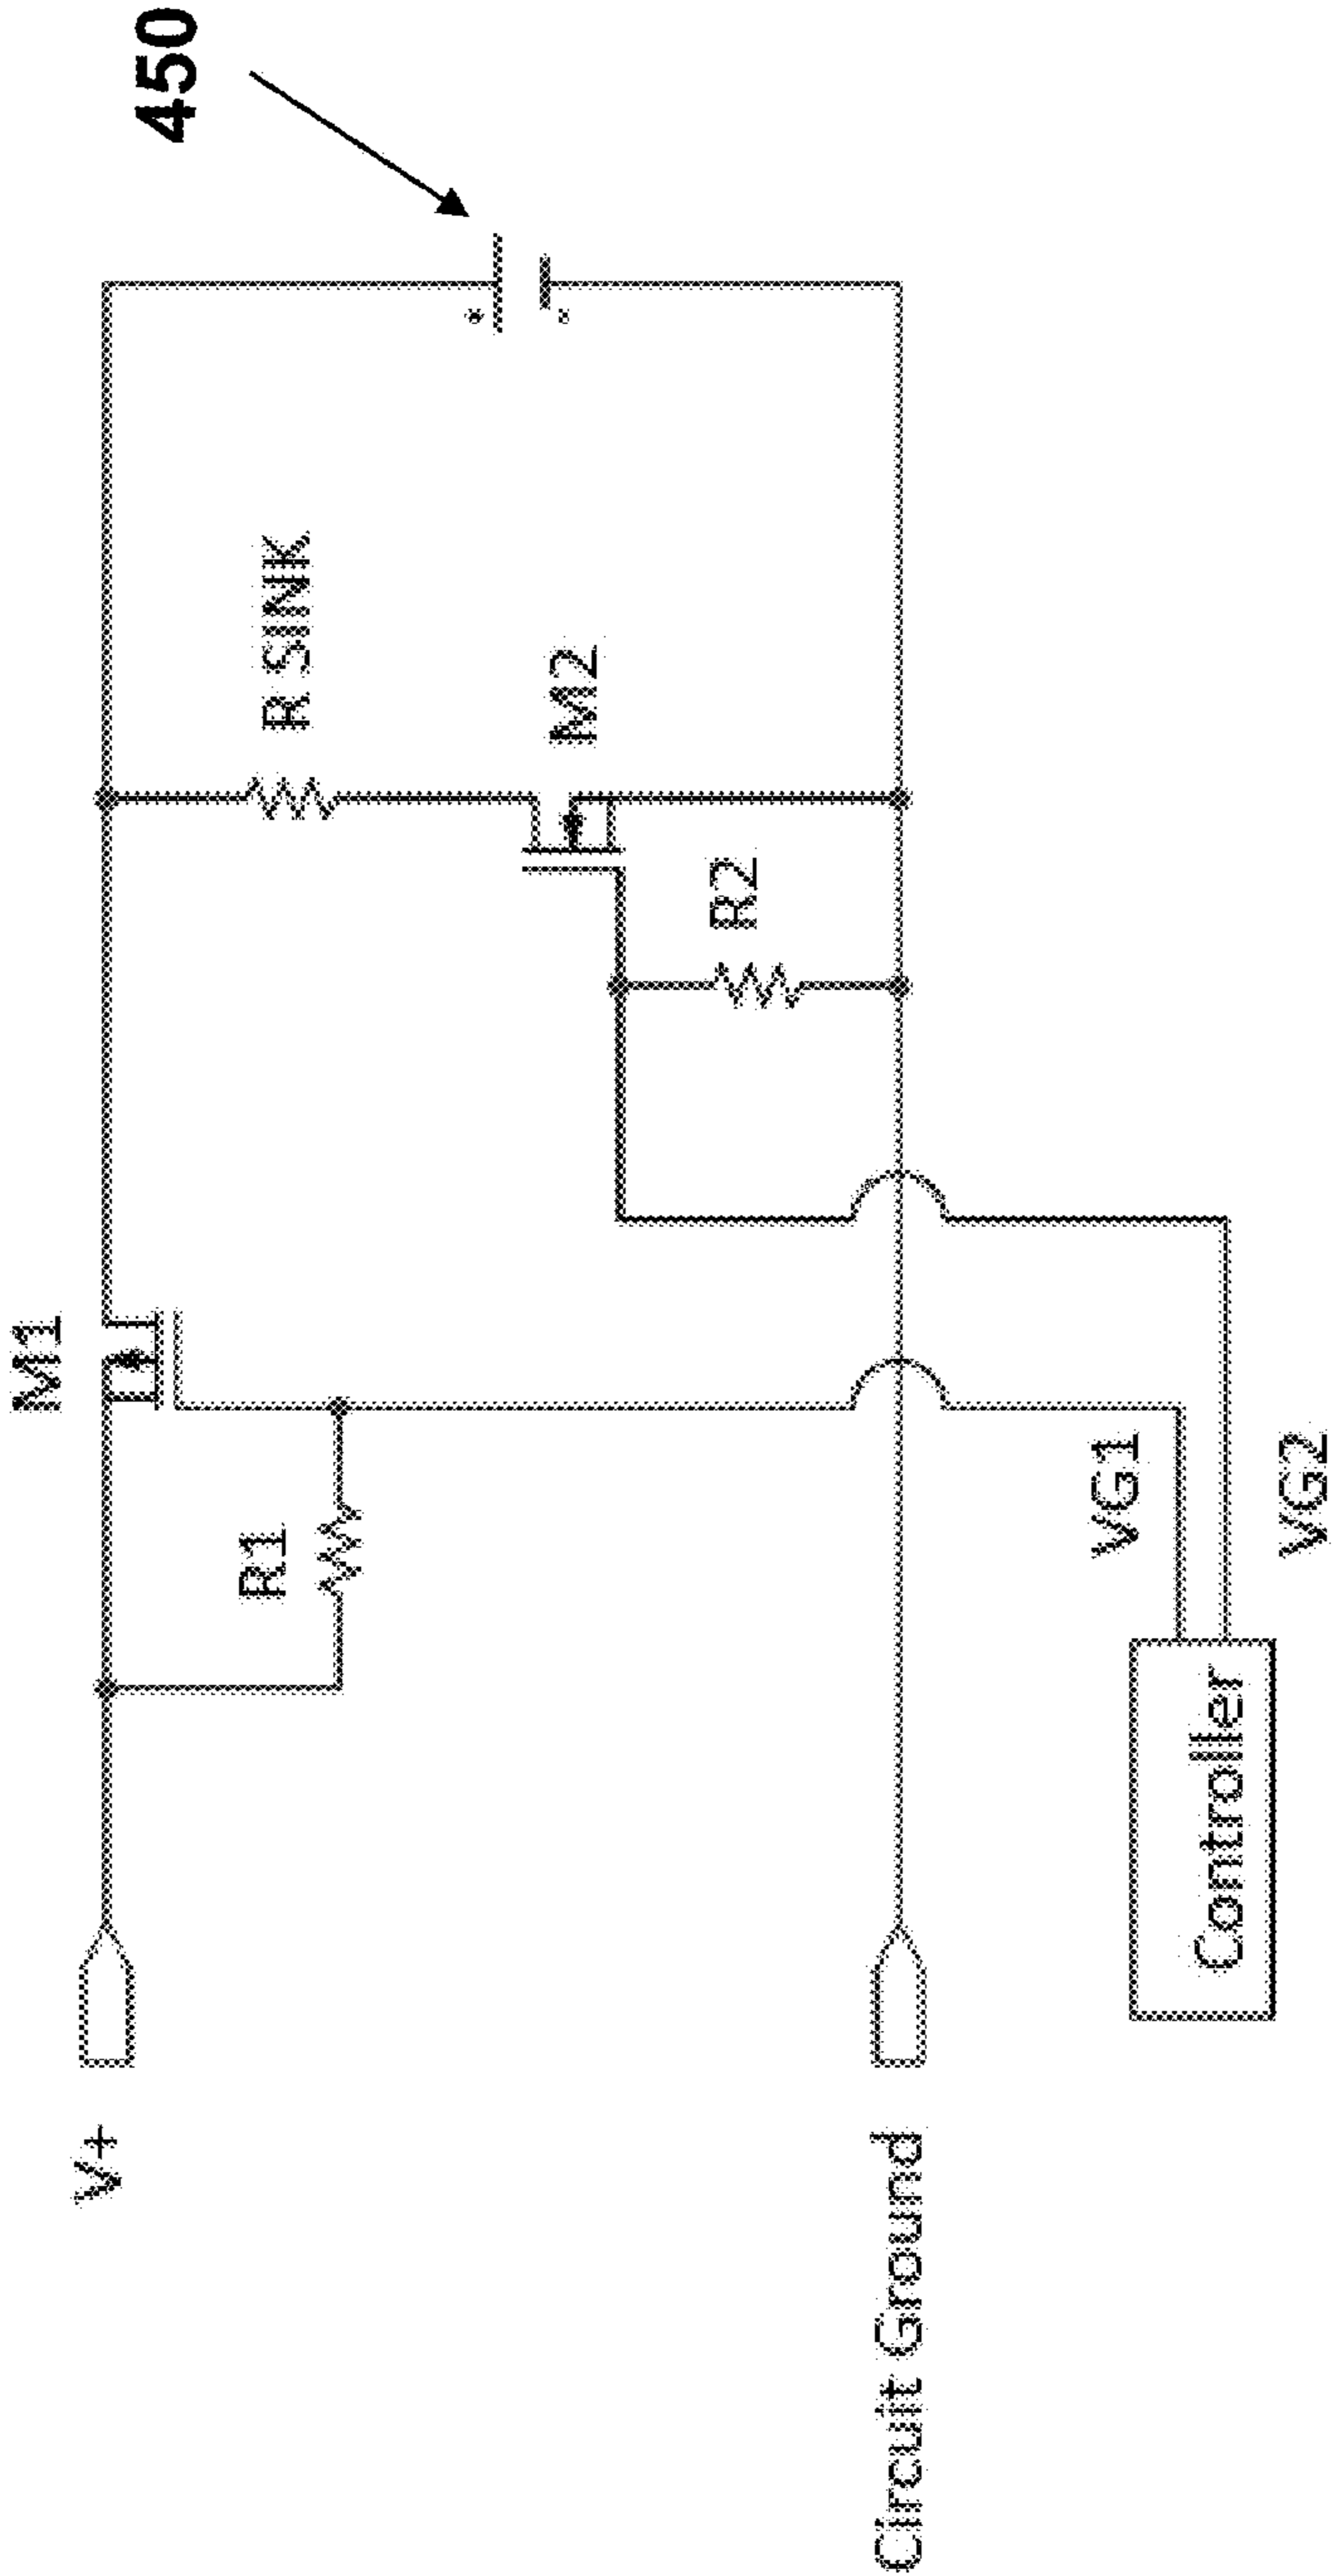 450
M1
R SINK
M2
R2
R1
VG1
VG2
V+
Controller
Circuit Ground